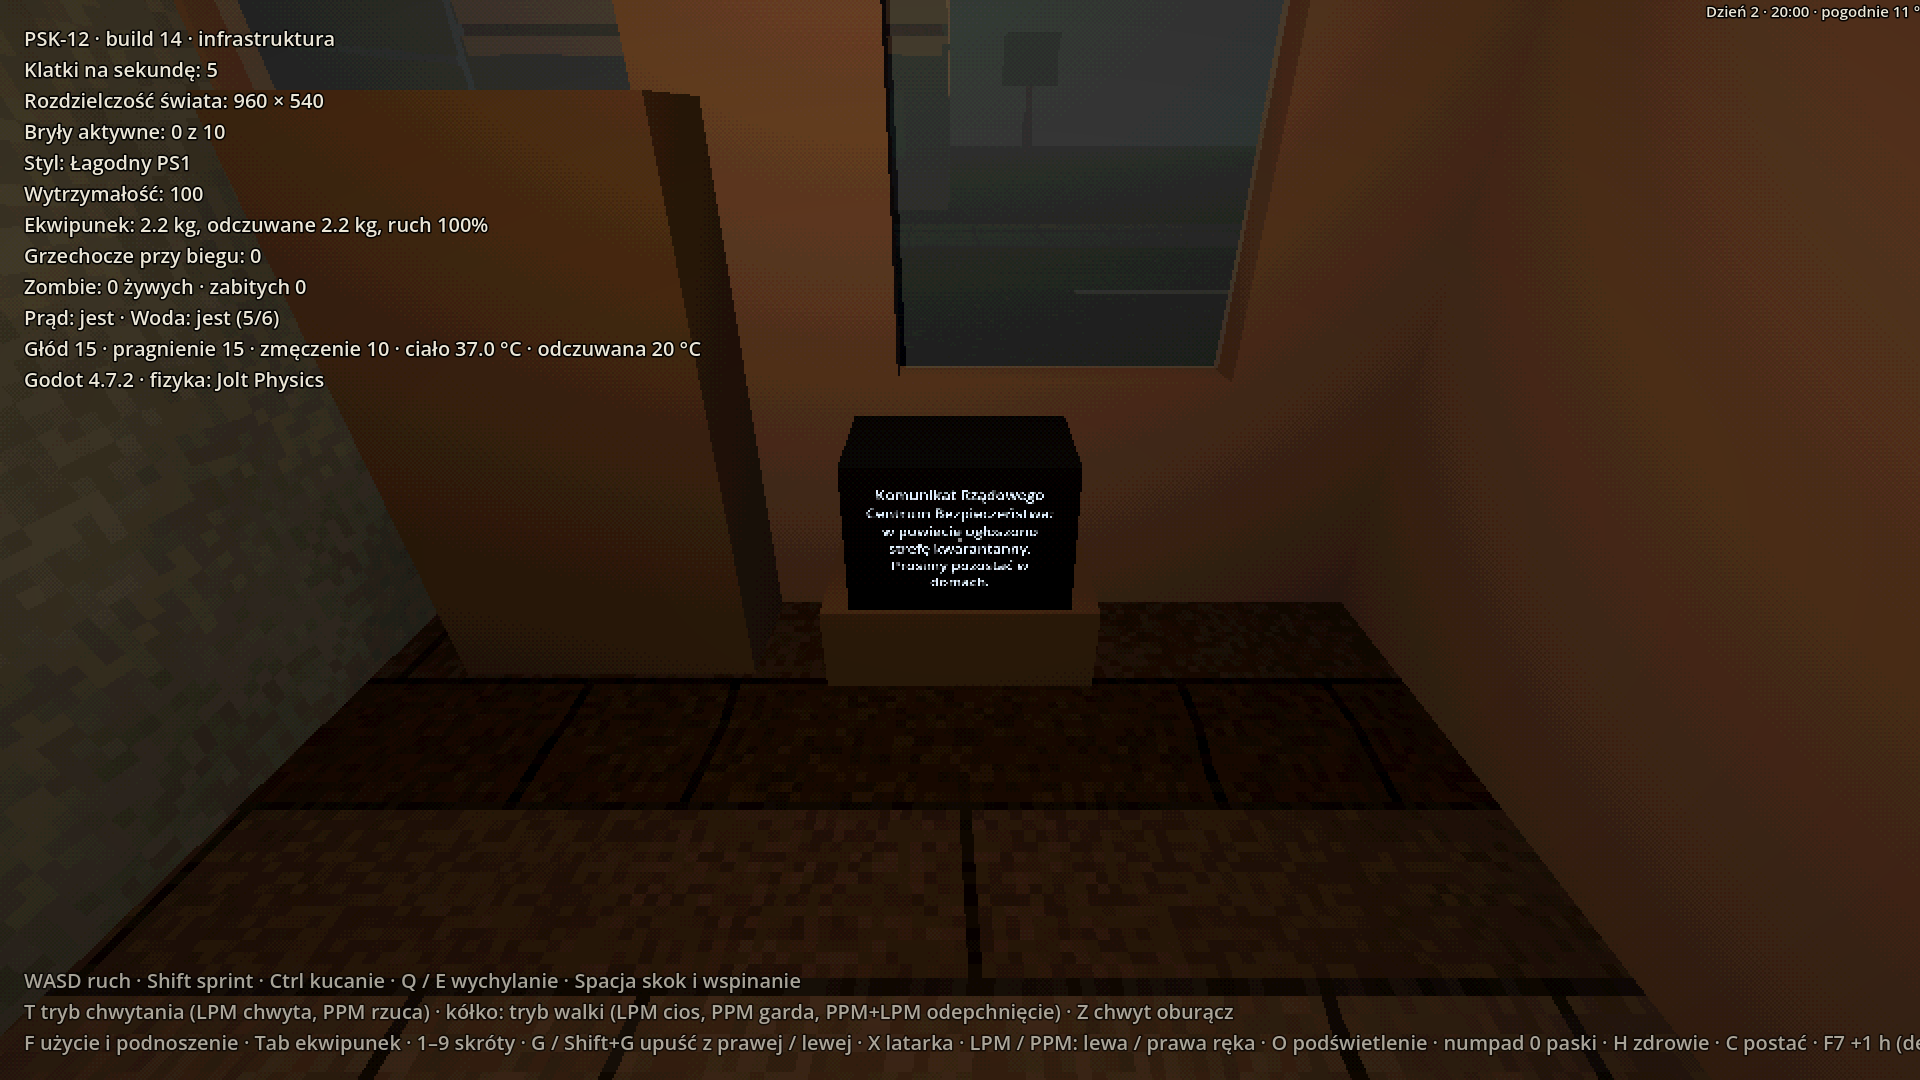 PSK-12 · build 14 · infrastruktura
Dzień 2 · 20:00 · pogodnie 11 °
Klatki na sekundę: 5
Rozdzielczość świata: 960 × 540
Bryły aktywne: 0 z 10
Styl: Łagodny PS1
Wytrzymałość: 100
Ekwipunek: 2.2 kg, odczuwane 2.2 kg, ruch 100%
Grzechocze przy biegu: 0
Zombie: 0 żywych · zabitych 0
Prąd: jest · Woda: jest (5/6)
Głód 15 · pragnienie 15 · zmęczenie 10 · ciało 37.0 °C · odczuwana 20 °C
Godot 4.7.2 · fizyka: Jolt Physics
Komunikat Rządowego
Centrum Bezpieczeństwa:
w powiecie ogłoszono
strefę kwarantanny.
Prosimy pozostać w
domach.
WASD ruch · Shift sprint · Ctrl kucanie · Q / E wychylanie · Spacja skok i wspinanie
T tryb chwytania (LPM chwyta, PPM rzuca) · kółko: tryb walki (LPM cios, PPM garda, PPM+LPM odepchnięcie) · Z chwyt oburącz
F użycie i podnoszenie · Tab ekwipunek · 1–9 skróty · G / Shift+G upuść z prawej / lewej · X latarka · LPM / PPM: lewa / prawa ręka · O podświetlenie · numpad 0 paski · H zdrowie · C postać · F7 +1 h (de